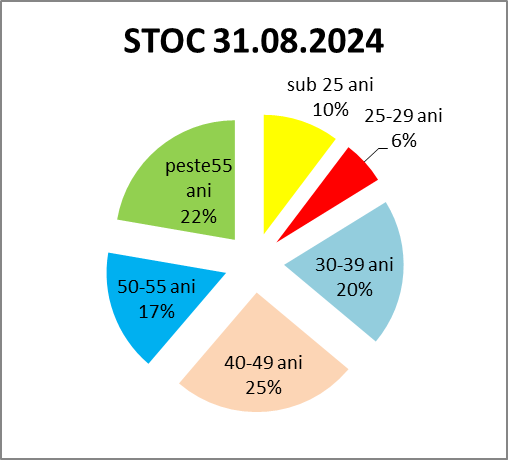 STOC 31.08.2024
sub 25 ani
10%
25-29 ani
6%
peste55
ani
22%
30-39 ani
20%
50-55 ani
17%
40-49 ani
25%